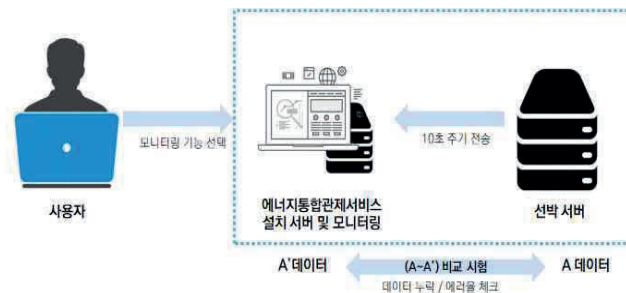 모니터링 기능 선택
10초 주기 전송
사용자
에너지통합관제서비스
설치 서버 및 모니터링
선박 서버
A'데이터
(A~A') 비교 시험
A 데이터
데이터 누락 / 에러율 체크